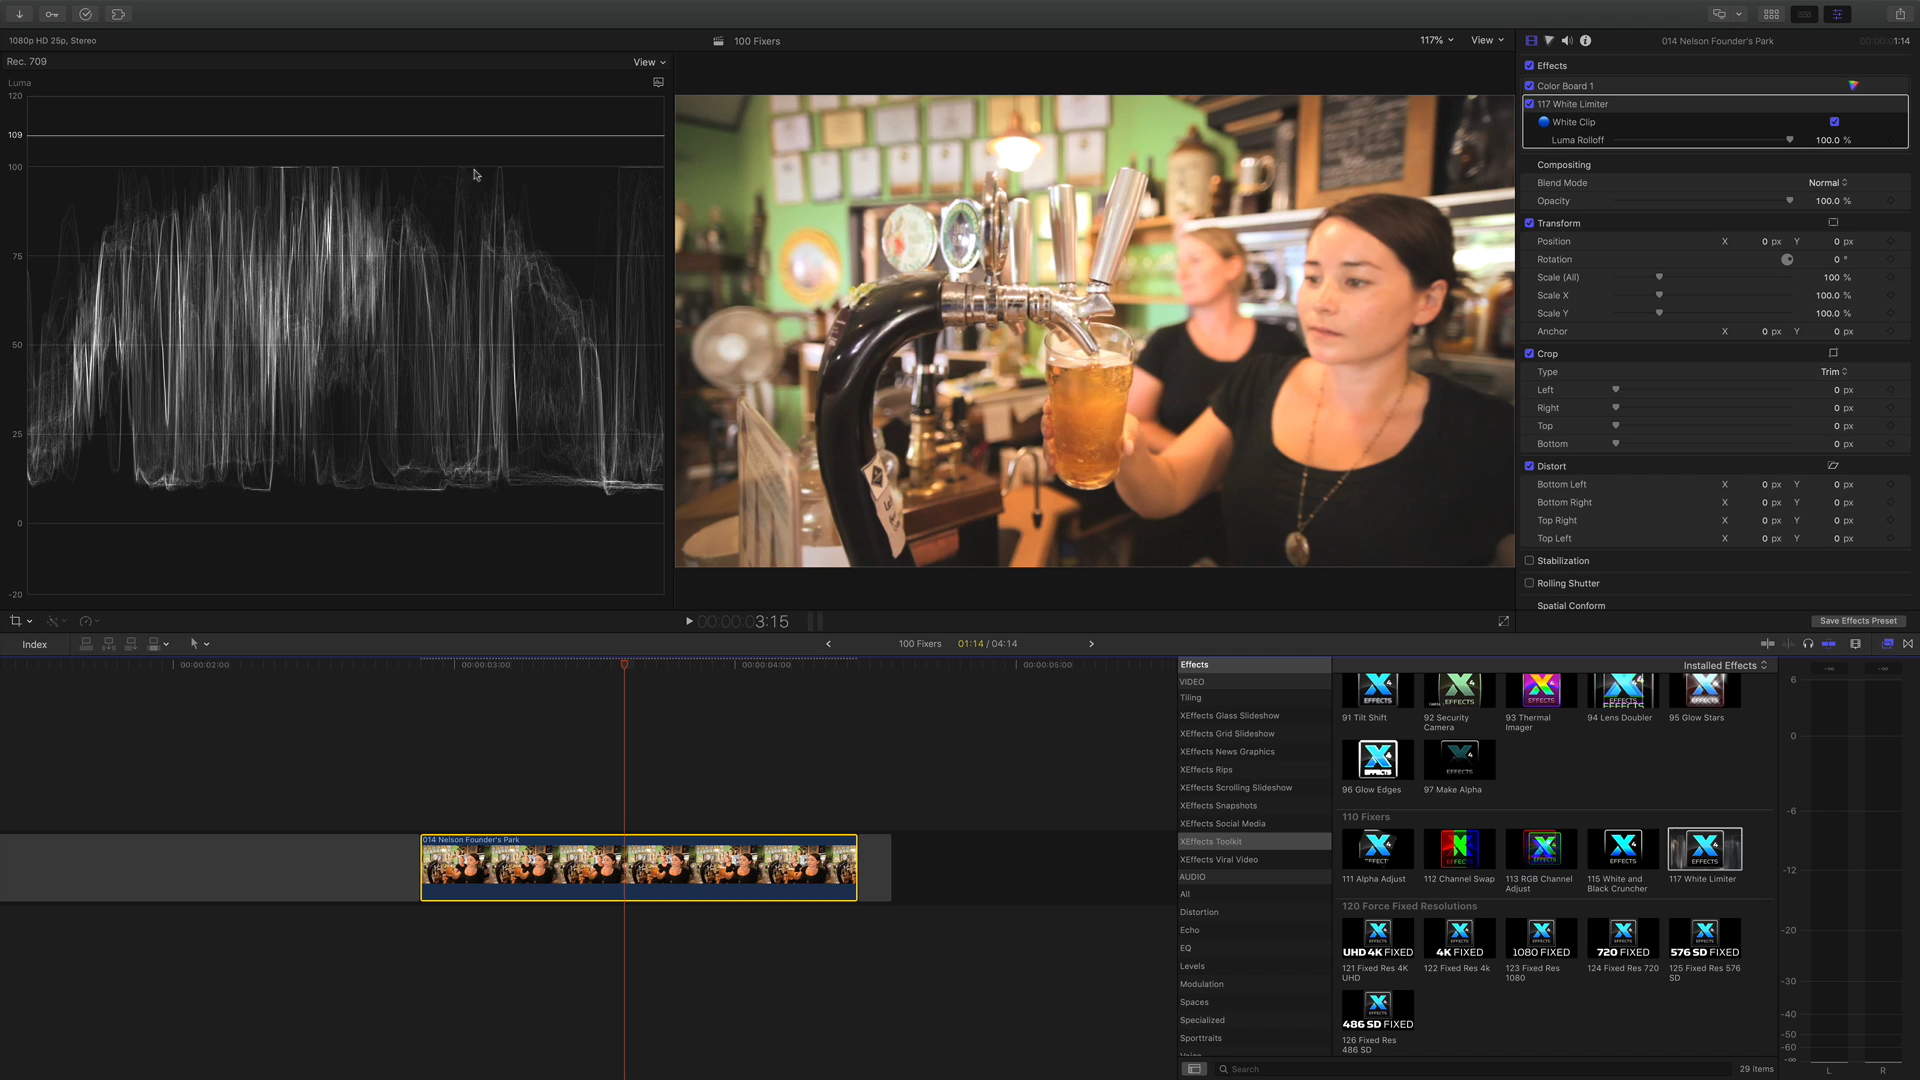 1080p HD 25p, Stereo
100 Fixers
117%
View
014 Nelson Founder's Park
00:00:00:01:14
Rec. 709
View
Luma
120
109
100
75
50
25
0
-20
Effects
Color Board 1
117 White Limiter
White Clip
Luma Rolloff 100.0 %
Compositing
Blend Mode Normal
Opacity 100.0 %
Transform
Position X 0 px Y 0 px
Rotation 0 °
Scale (All) 100 %
Scale X 100.0 %
Scale Y 100.0 %
Anchor X 0 px Y 0 px
Crop
Type Trim
Left 0 px
Right 0 px
Top 0 px
Bottom 0 px
Distort
Bottom Left X 0 px Y 0 px
Bottom Right X 0 px Y 0 px
Top Right X 0 px Y 0 px
Top Left X 0 px Y 0 px
Stabilization
Rolling Shutter
Spatial Conform
Save Effects Preset
00:00:03:15
Index
100 Fixers 01:14 / 04:14
00:00:02:00
00:00:03:00
00:00:04:00
00:00:05:00
014 Nelson Founder's Park
Effects
VIDEO
Tiling
XEffects Glass Slideshow
XEffects Grid Slideshow
XEffects News Graphics
XEffects Rips
XEffects Scrolling Slideshow
XEffects Snapshots
XEffects Social Media
XEffects Toolkit
XEffects Viral Video
AUDIO
All
Distortion
Echo
EQ
Levels
Modulation
Spaces
Specialized
Sporttraits
Installed Effects
91 Tilt Shift
92 Security
Camera
93 Thermal
Imager
94 Lens Doubler
95 Glow Stars
96 Glow Edges
97 Make Alpha
110 Fixers
111 Alpha Adjust
112 Channel Swap
113 RGB Channel
Adjust
115 White and
Black Cruncher
117 White Limiter
120 Force Fixed Resolutions
UHD 4K FIXED
4K FIXED
1080 FIXED
720 FIXED
576 SD FIXED
121 Fixed Res 4K
UHD
122 Fixed Res 4k
123 Fixed Res
1080
124 Fixed Res 720
125 Fixed Res 576
SD
486 SD FIXED
126 Fixed Res
486 SD
Search
29 items
6
0
-6
-12
-20
-30
-40
-50
-60
-∞
L
R